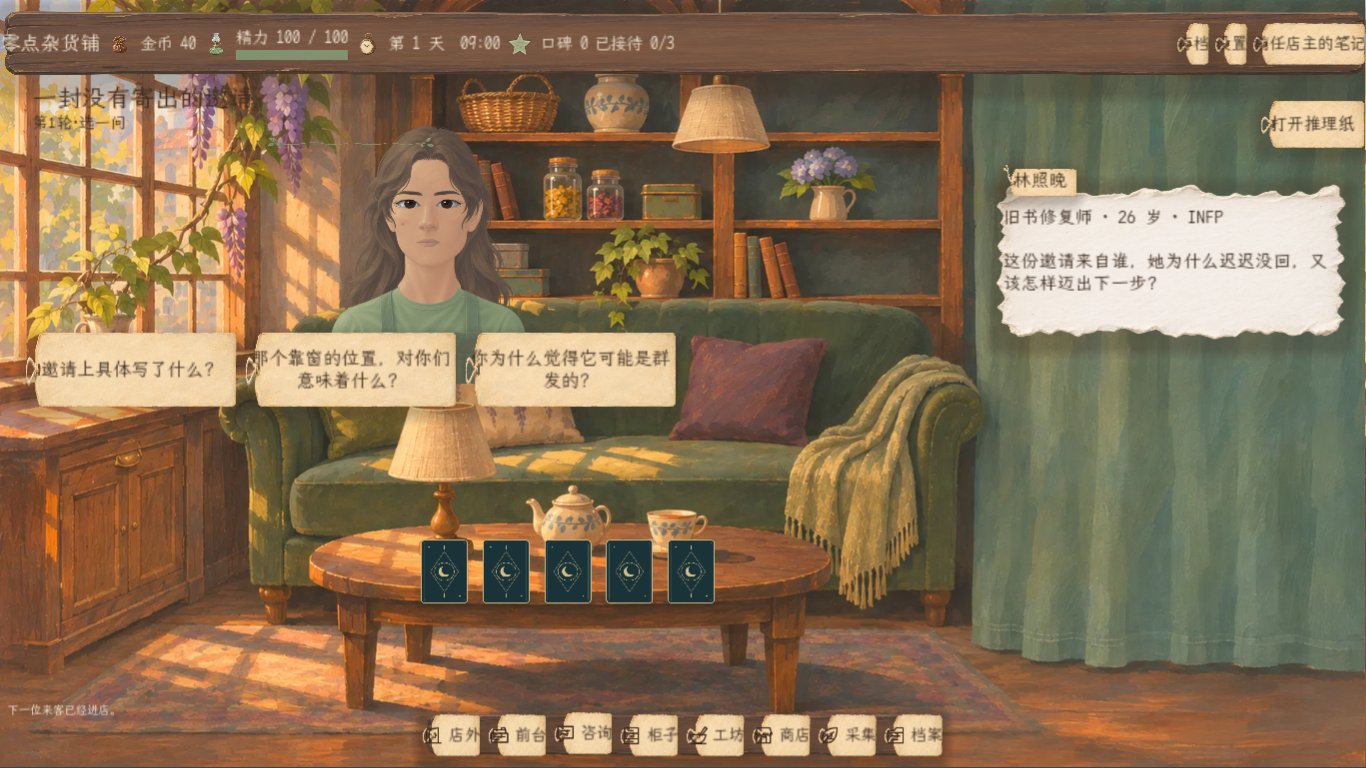 零点杂货铺 金币 40 精力 100 / 100 第 1 天 09:00 口碑 0 已接待 0/3 档 置 任店主的笔记
一封没有寄出的邀请
第1轮·选一问
打开推理纸
林照晚
旧书修复师 · 26 岁 · INFP
这份邀请来自谁，她为什么迟迟没回，又
该怎样迈出下一步？
邀请上具体写了什么？
那个靠窗的位置，对你们
意味着什么？
你为什么觉得它可能是群
发的？
下一位来客已经进店。
店外 前台 咨询 柜子 工坊 商店 采集 档案